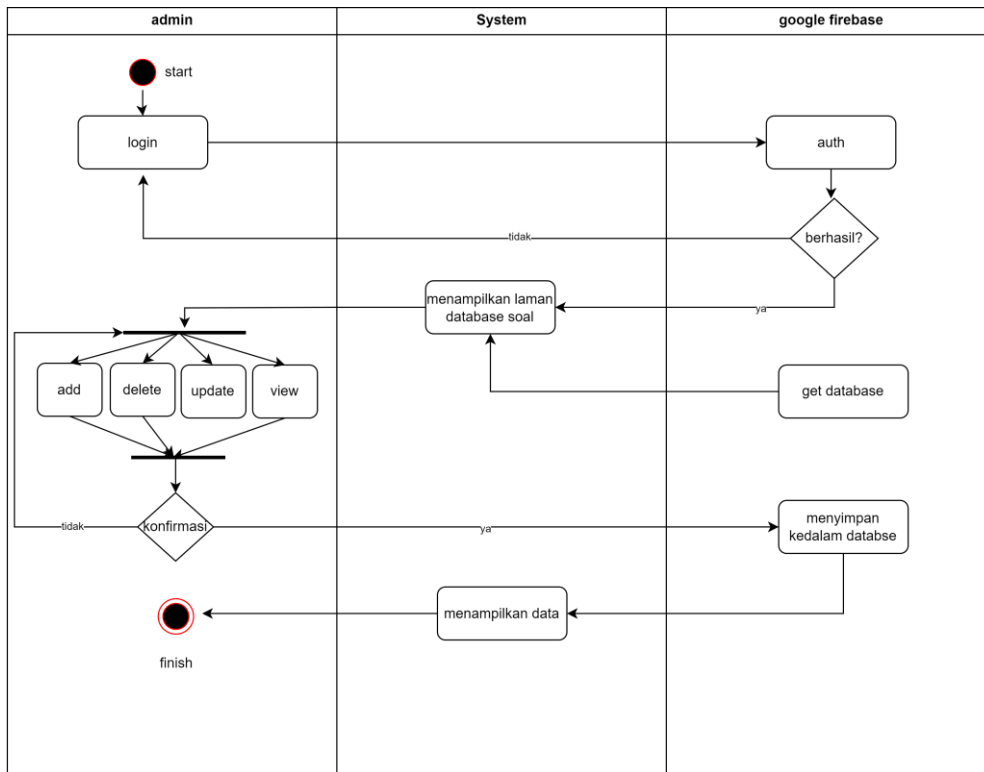 admin
System
google firebase
start
login
auth
berhasil?
tidak
menampilkan laman
database soal
ya
add
delete
update
view
get database
tidak
konfirmasi
ya
menyimpan
kedalam databse
menampilkan data
finish